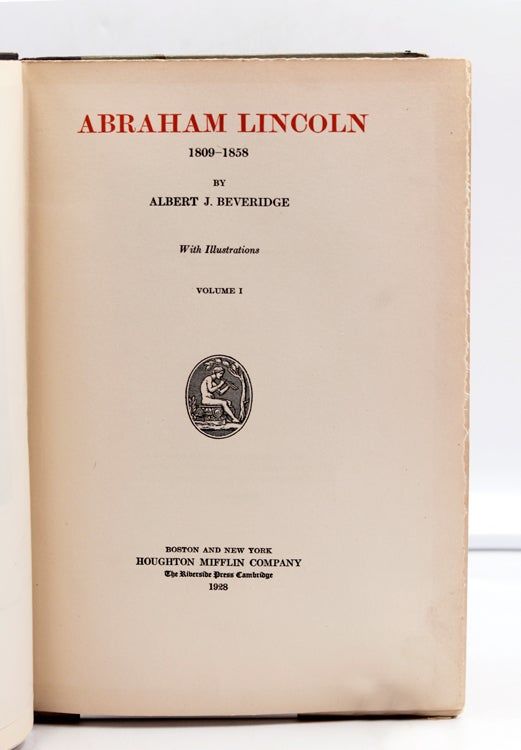 ABRAHAM LINCOLN
1809–1858
BY
ALBERT J. BEVERIDGE
With Illustrations
VOLUME I
BOSTON AND NEW YORK
HOUGHTON MIFFLIN COMPANY
The Riverside Press Cambridge
1928